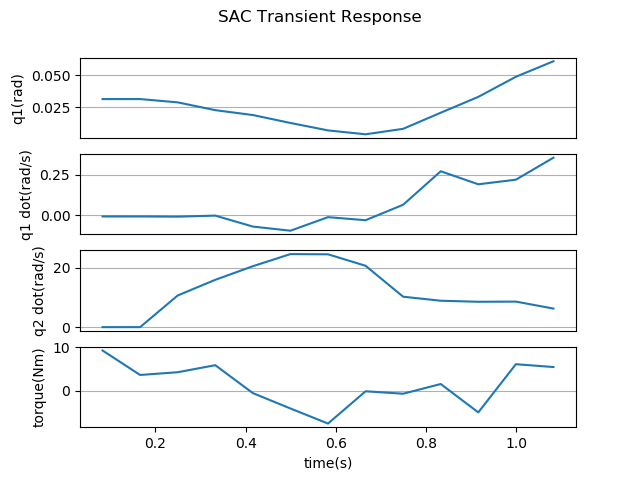 SAC Transient Response
q1(rad)
0.050
0.025
q1 dot(rad/s)
0.25
0.00
q2 dot(rad/s)
20
0
torque(Nm)
10
0
0.2 0.4 0.6 0.8 1.0
time(s)